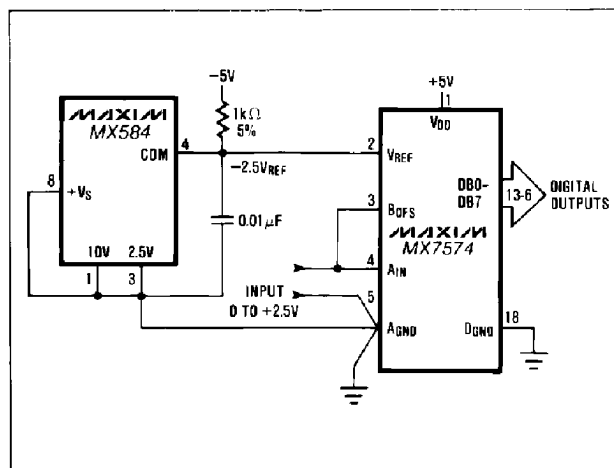 MAXIM
MX584
8
+VS
COM
4
10V
2.5V
1
3
−5V
1kΩ
5%
−2.5VREF
0.01μF
INPUT
0 TO +2.5V
+5V
1
VDD
2
VREF
3
BOFS
4
AIN
5
AGND
MAXIM
MX7574
DB0-
DB7
13-6
DIGITAL
OUTPUTS
18
DGND